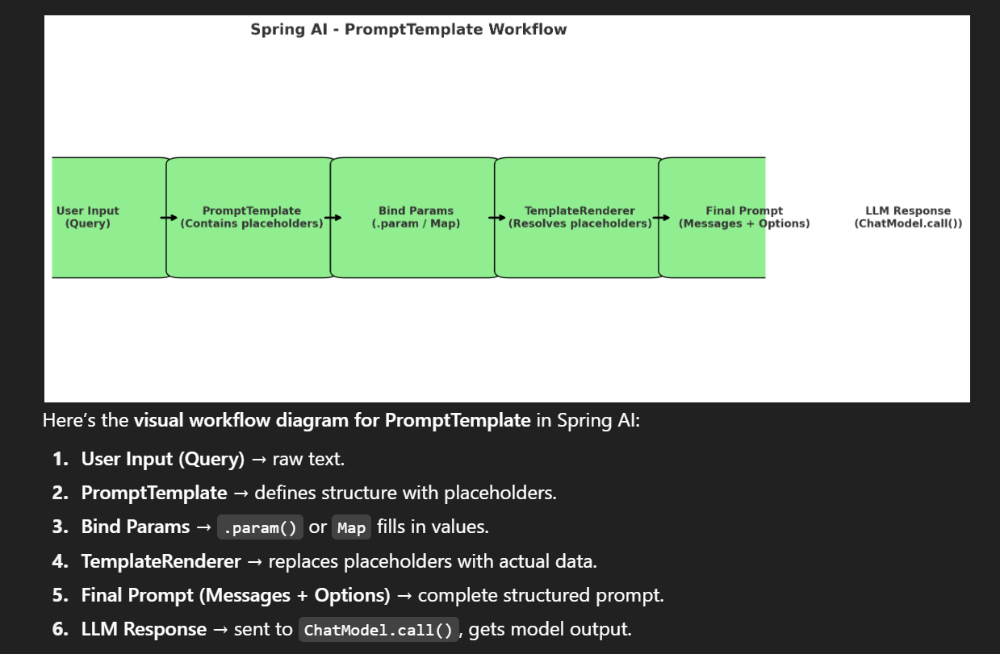 Spring AI - PromptTemplate Workflow
User Input
(Query)
PromptTemplate
(Contains placeholders)
Bind Params
(.param / Map)
TemplateRenderer
(Resolves placeholders)
Final Prompt
(Messages + Options)
LLM Response
(ChatModel.call())
Here’s the visual workflow diagram for PromptTemplate in Spring AI:
1. User Input (Query) → raw text.
2. PromptTemplate → defines structure with placeholders.
3. Bind Params → .param() or Map fills in values.
4. TemplateRenderer → replaces placeholders with actual data.
5. Final Prompt (Messages + Options) → complete structured prompt.
6. LLM Response → sent to ChatModel.call(), gets model output.